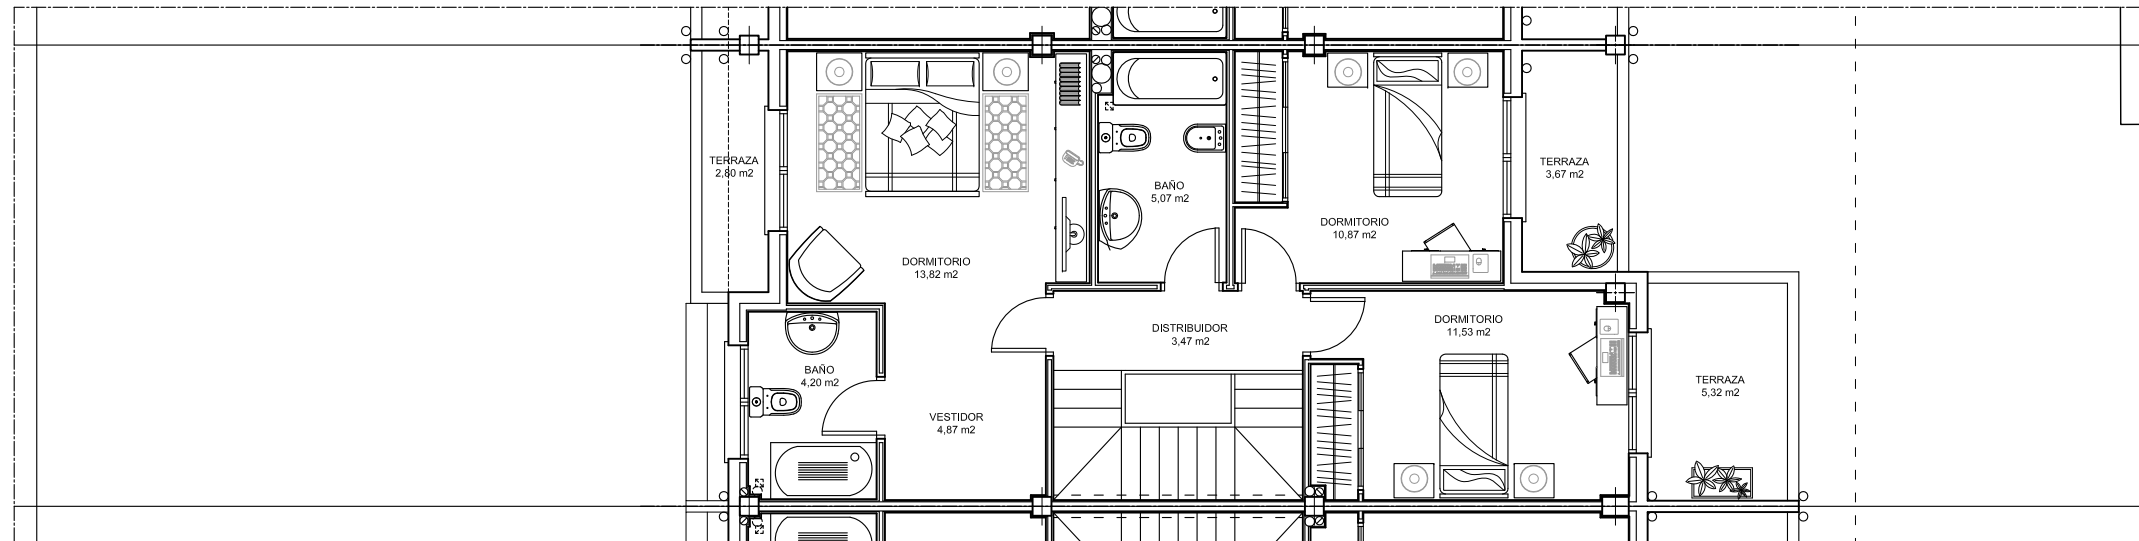 TERRAZA
2,80 m2
DORMITORIO
13,82 m2
BAÑO
5,07 m2
DORMITORIO
10,87 m2
TERRAZA
3,67 m2
DISTRIBUIDOR
3,47 m2
DORMITORIO
11,53 m2
BAÑO
4,20 m2
VESTIDOR
4,87 m2
TERRAZA
5,32 m2